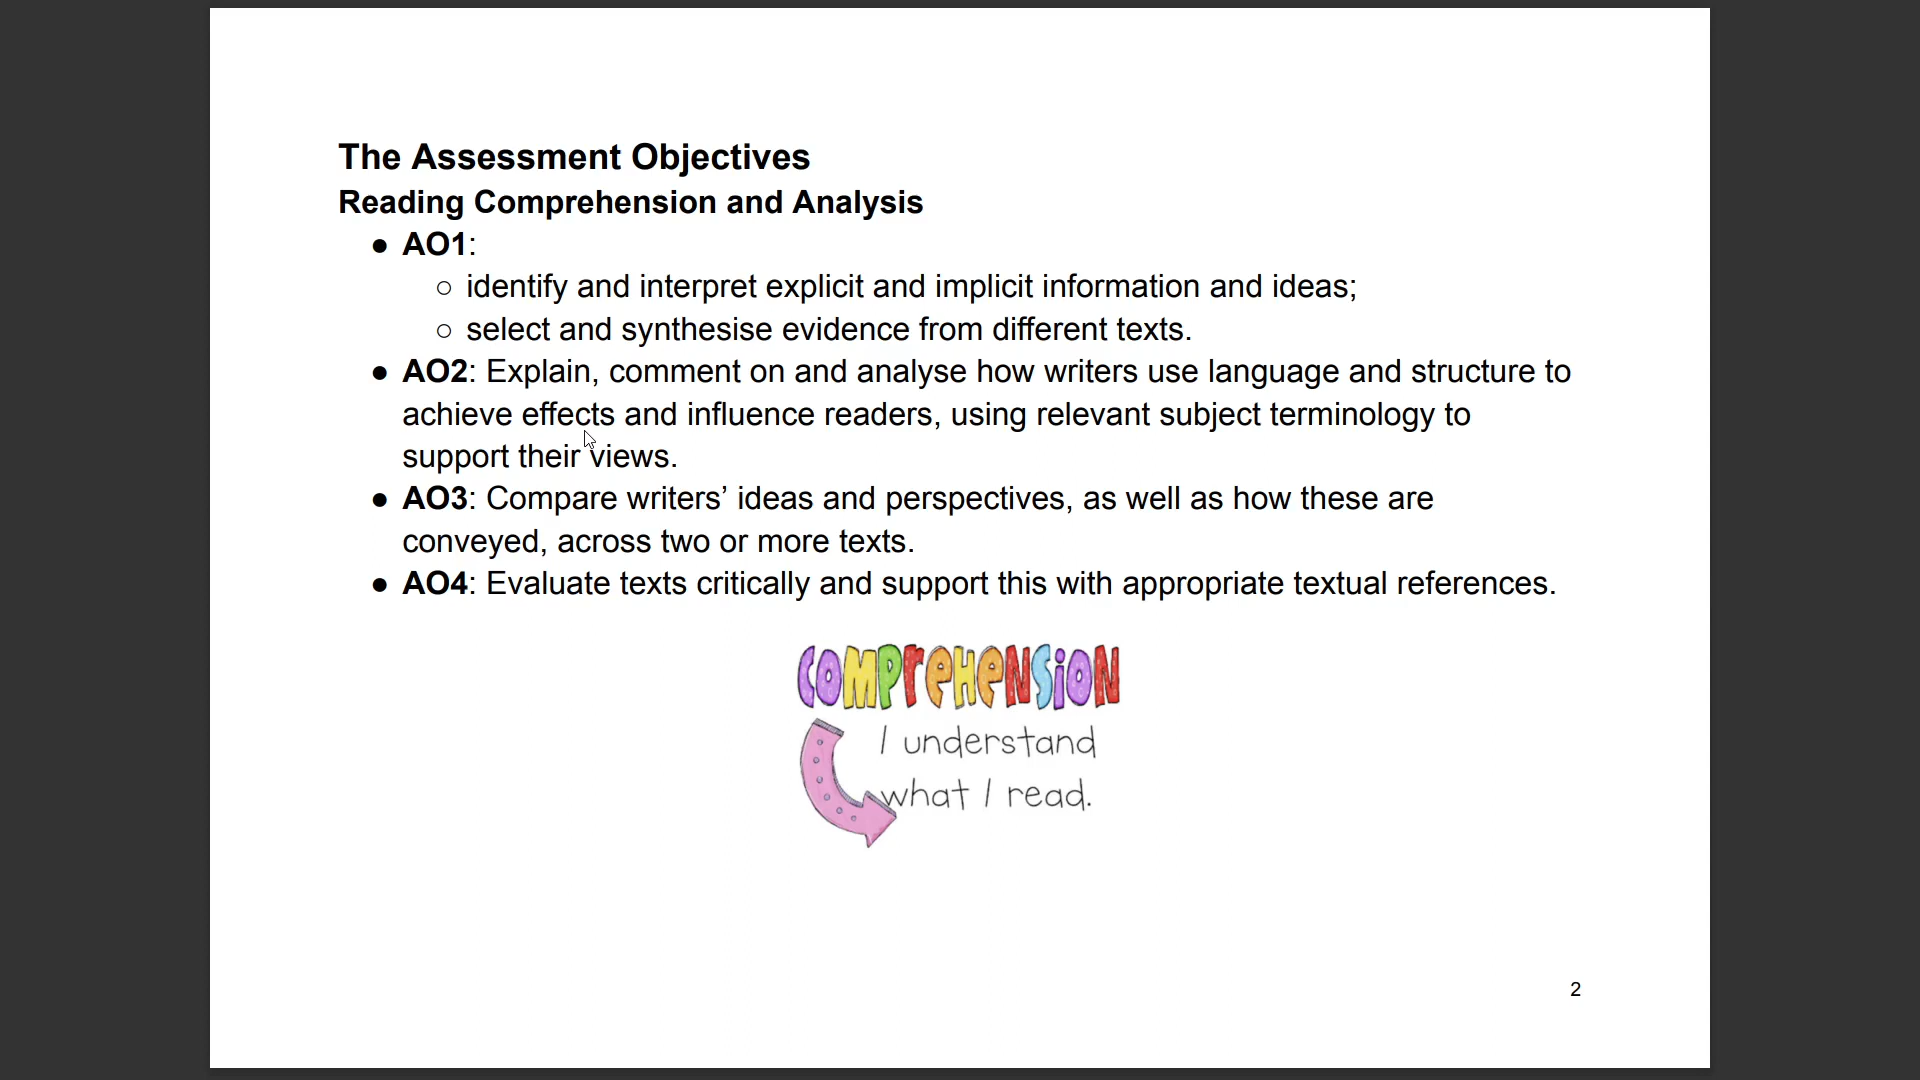 The Assessment Objectives
Reading Comprehension and Analysis
● AO1:
○ identify and interpret explicit and implicit information and ideas;
○ select and synthesise evidence from different texts.
● AO2: Explain, comment on and analyse how writers use language and structure to
achieve effects and influence readers, using relevant subject terminology to
support their views.
● AO3: Compare writers’ ideas and perspectives, as well as how these are
conveyed, across two or more texts.
● AO4: Evaluate texts critically and support this with appropriate textual references.
COMPREHENSION
I understand
what I read.
2